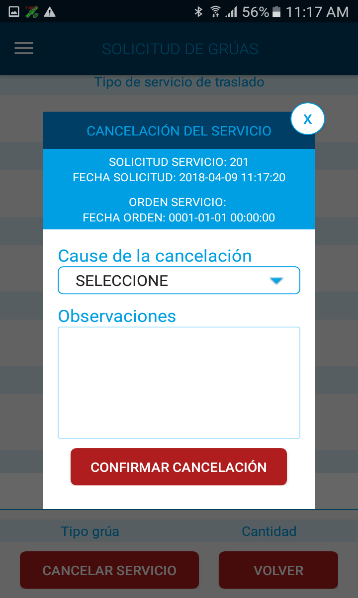 56% 11:17 AM
SOLICITUD DE GRÚAS
Tipo de servicio de traslado
X
CANCELACIÓN DEL SERVICIO
SOLICITUD SERVICIO: 201
FECHA SOLICITUD: 2018-04-09 11:17:20
ORDEN SERVICIO:
FECHA ORDEN: 0001-01-01 00:00:00
Cause de la cancelación
SELECCIONE
Observaciones
CONFIRMAR CANCELACIÓN
Tipo grúa Cantidad
CANCELAR SERVICIO VOLVER